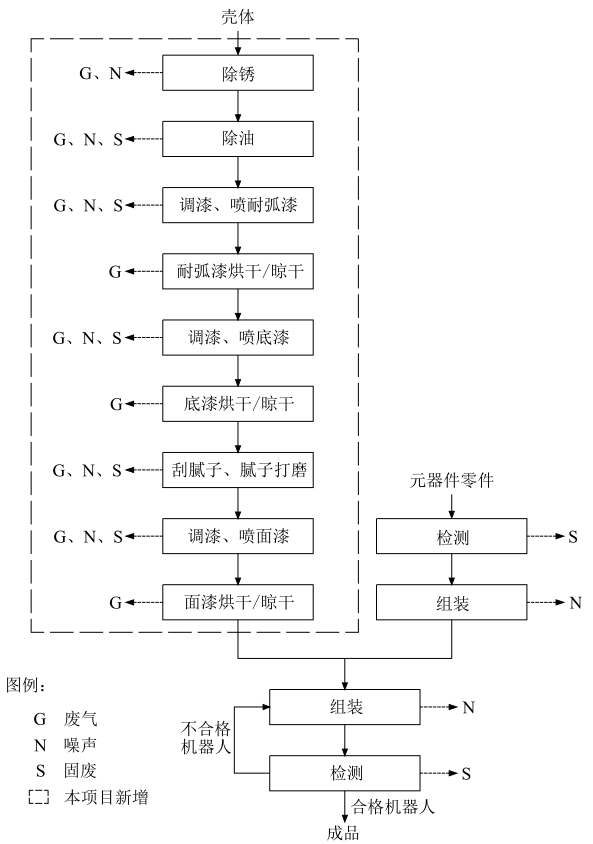 壳体
G、N
除锈
G、N、S
除油
G、N、S
调漆、喷耐弧漆
G
耐弧漆烘干/晾干
G、N、S
调漆、喷底漆
G
底漆烘干/晾干
G、N、S
刮腻子、腻子打磨
G、N、S
调漆、喷面漆
G
面漆烘干/晾干
元器件零件
检测
S
组装
N
组装
N
不合格
机器人
检测
S
合格机器人
成品
图例：
G 废气
N 噪声
S 固废
本项目新增